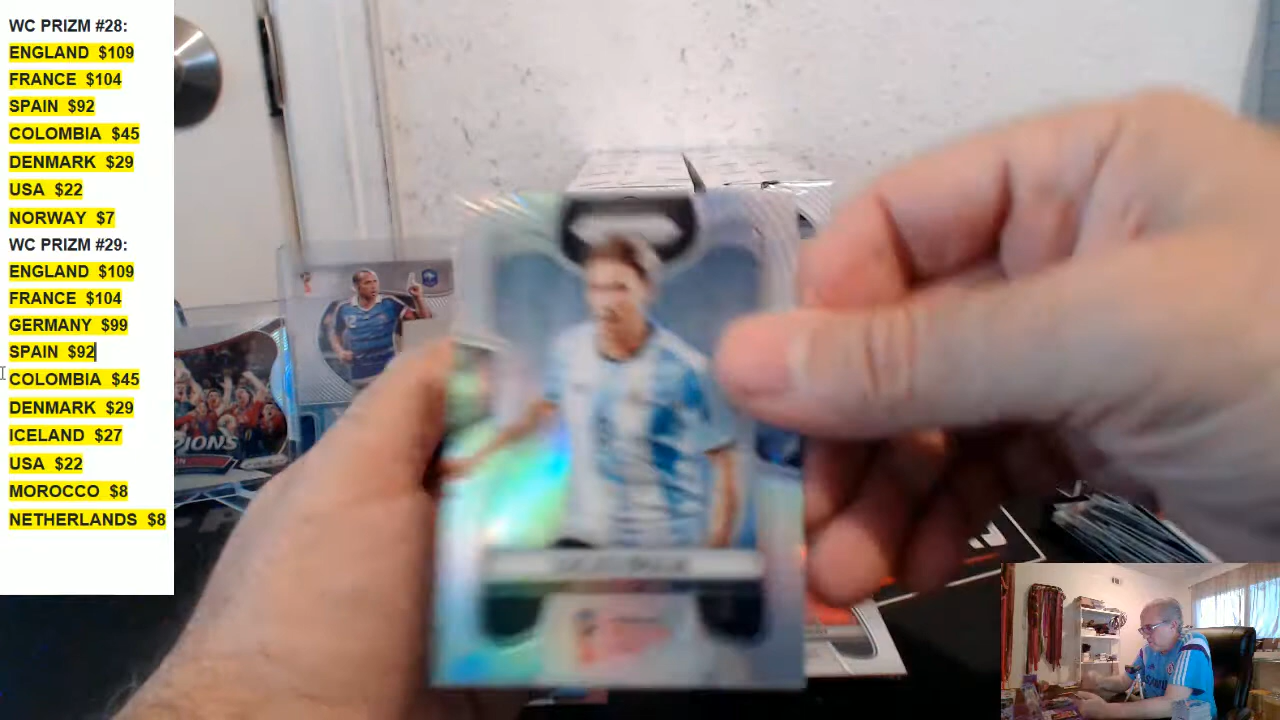 WC PRIZM #28:
ENGLAND $109
FRANCE $104
SPAIN $92
COLOMBIA $45
DENMARK $29
USA $22
NORWAY $7
WC PRIZM #29:
ENGLAND $109
FRANCE $104
GERMANY $99
SPAIN $92
COLOMBIA $45
DENMARK $29
ICELAND $27
USA $22
MOROCCO $8
NETHERLANDS $8